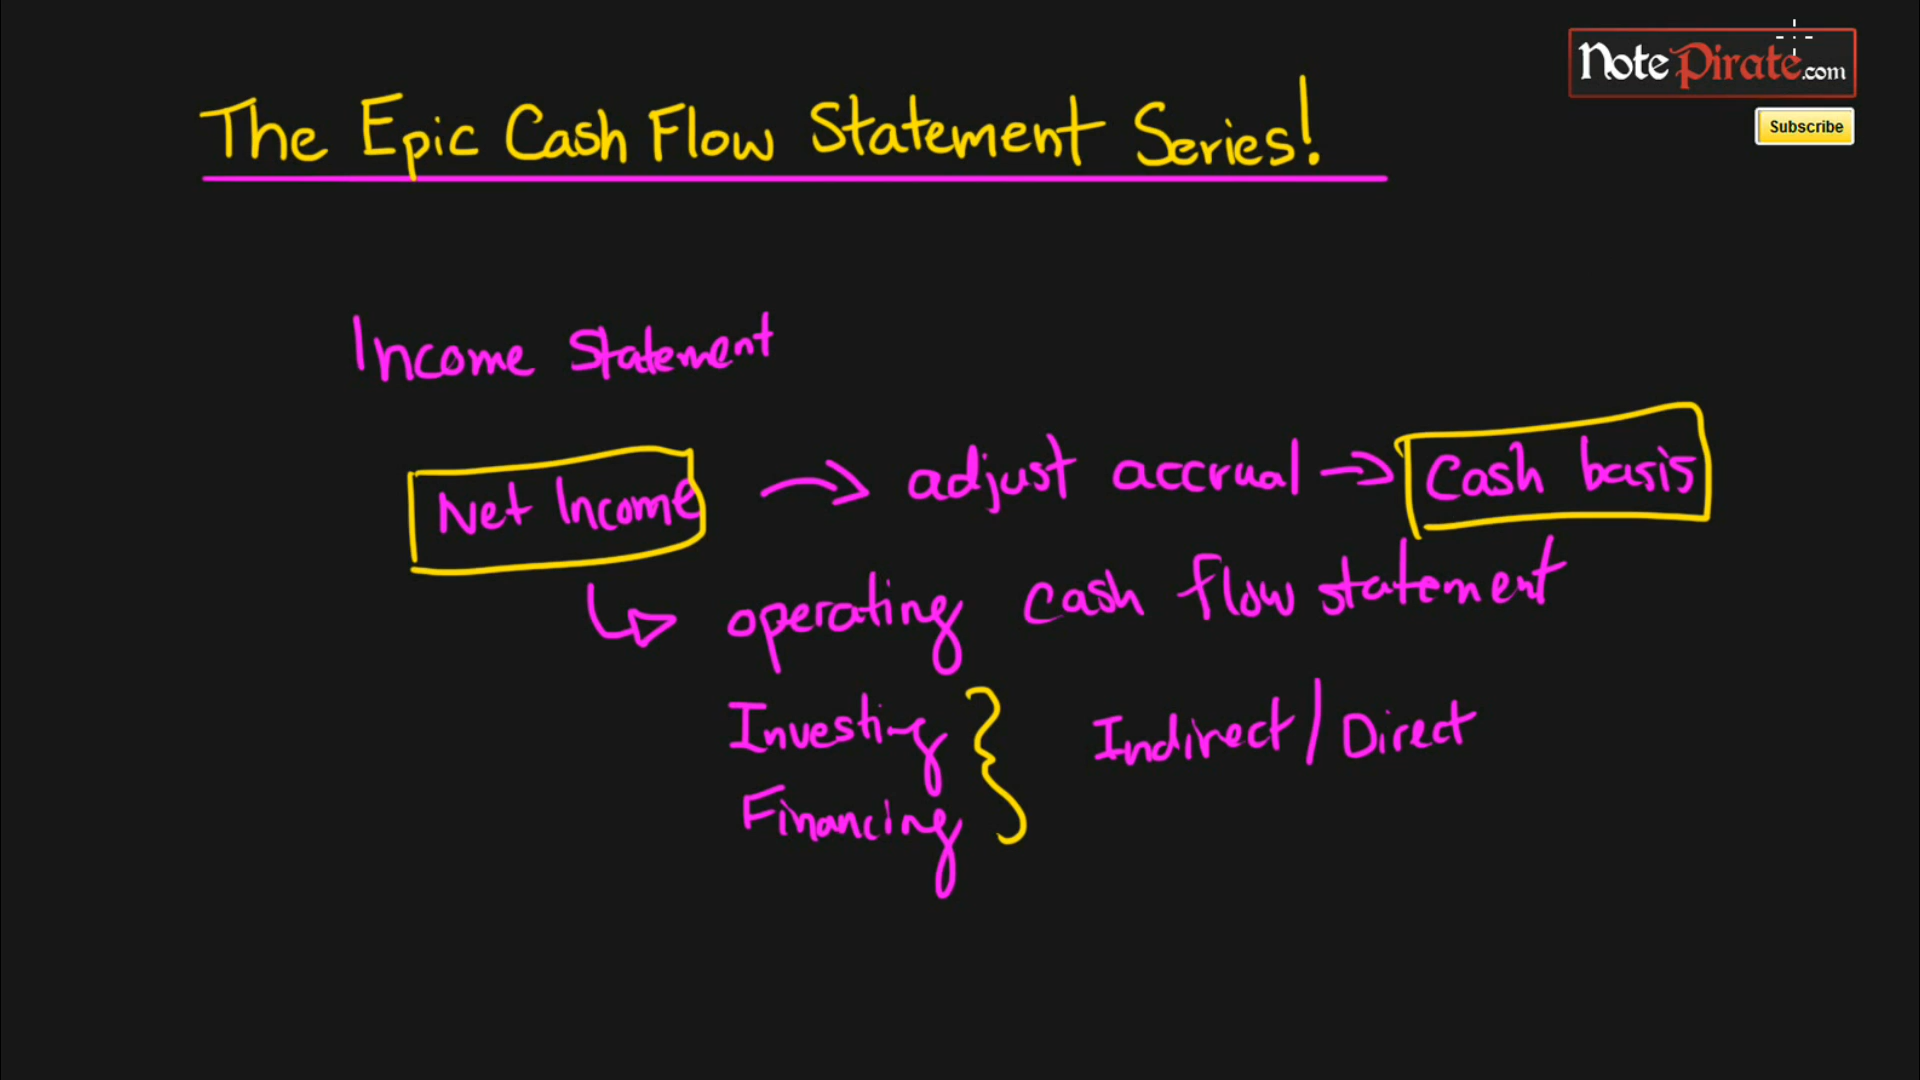 NotePirate.com
Subscribe
The Epic Cash Flow Statement Series!
Income Statement
Net Income → adjust accrual → Cash basis
operating cash flow statement
Investing
Indirect/Direct
Financing